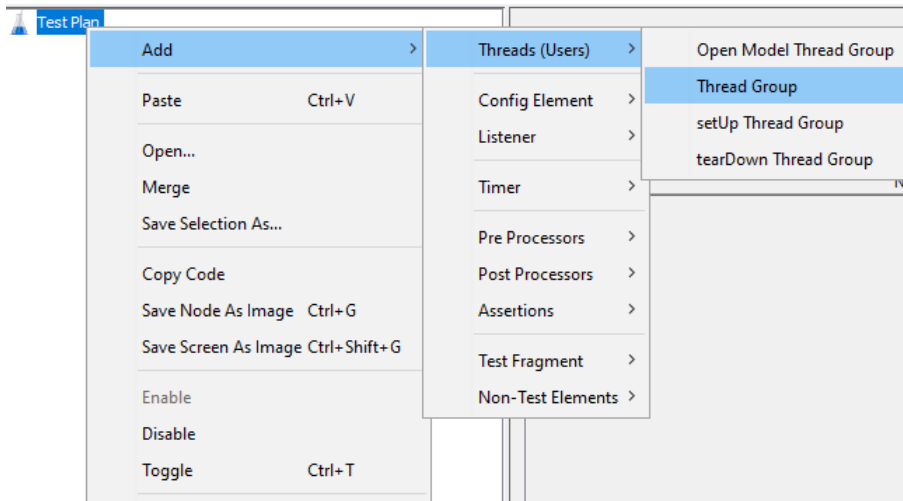 Test Plan
Add
Paste Ctrl+V
Open...
Merge
Save Selection As...
Copy Code
Save Node As Image Ctrl+G
Save Screen As Image Ctrl+Shift+G
Enable
Disable
Toggle Ctrl+T
Threads (Users)
Config Element
Listener
Timer
Pre Processors
Post Processors
Assertions
Test Fragment
Non-Test Elements
Open Model Thread Group
Thread Group
setUp Thread Group
tearDown Thread Group